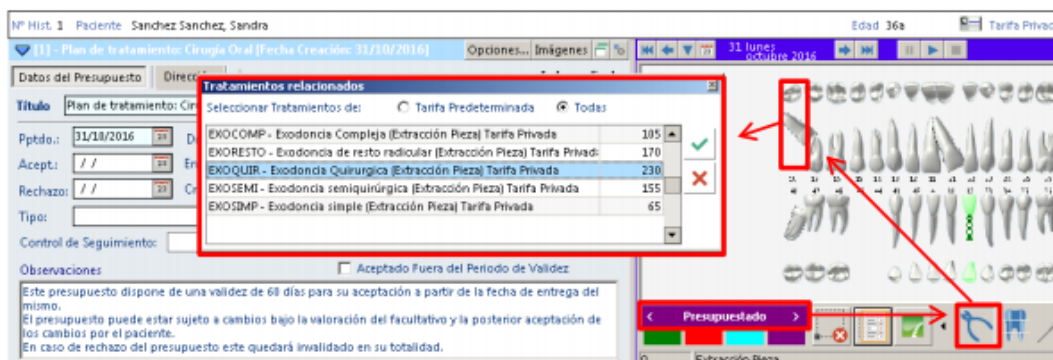 Nº Hist. 1 Paciente Sanchez Sanchez, Sandra Edad 36a Tarifa Privad
[1] - Plan de tratamiento: Cirugía Oral [Fecha Creación: 31/10/2016] Opciones... Imágenes
31 lunes
octubre 2016
Datos del Presupuesto Direcc
Tratamientos relacionados
Título Plan de tratamiento: Ciru
Seleccionar Tratamientos de: Tarifa Predeterminada Todas
EXOCOMP - Exodoncia Compleja (Extracción Pieza) Tarifa Privada 105
Pptdo.: 31/10/2016
EXORESTO - Exodoncia de resto radicular (Extracción Pieza) Tarifa Privad 170
Acept.: / /
EXOQUIR - Exodoncia Quirurgica (Extracción Pieza) Tarifa Privada 230
Rechazo: / /
EXOSEMI - Exodoncia semiquirúrgica (Extracción Pieza) Tarifa Privada 155
EXOSIMP - Exodoncia simple (Extracción Pieza) Tarifa Privada 65
Tipo:
Control de Seguimiento:
Observaciones Aceptado Fuera del Periodo de Validez
Este presupuesto dispone de una validez de 60 días para su aceptación a partir de la fecha de entrega del
mismo.
El presupuesto puede estar sujeto a cambios bajo la valoración del facultativo y la posterior aceptación de
los cambios por el paciente.
En caso de rechazo del presupuesto este quedará invalidado en su totalidad.
< Presupuestado >
Extracción Pieza